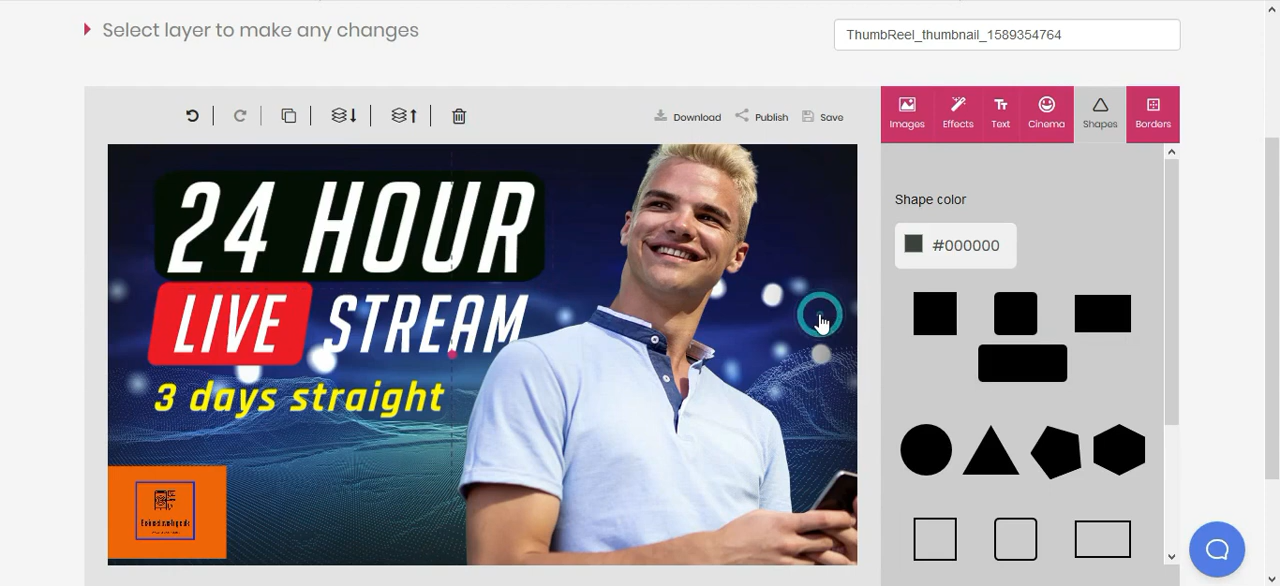 Select layer to make any changes
ThumbReel_thumbnail_1589354764
Download
Publish
Save
Images
Effects
Text
Cinema
Shapes
Borders
24 HOUR
LIVE STREAM
3 days straight
Shape color
#000000